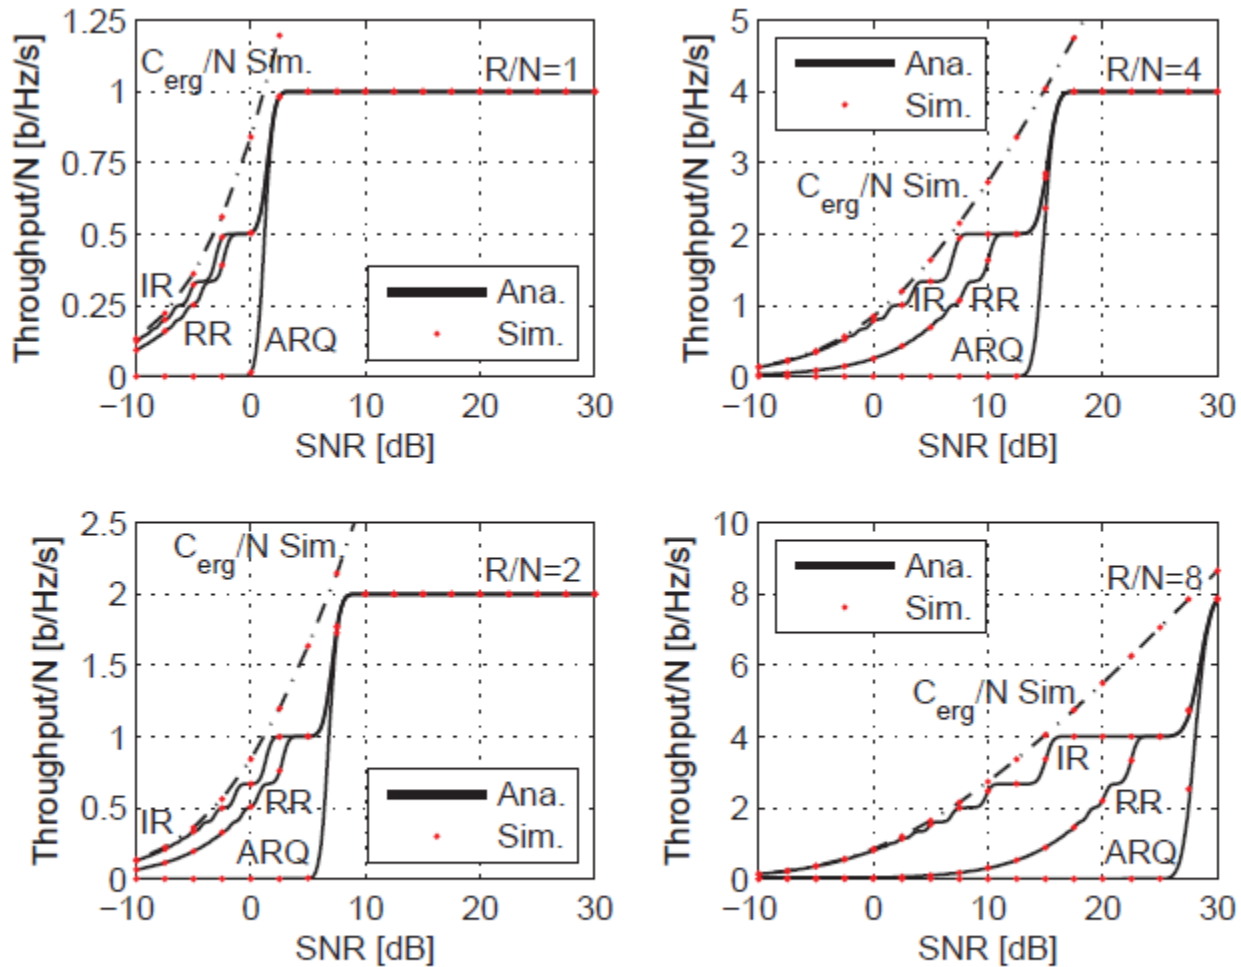 Throughput/N [b/Hz/s]
1.25
1
0.75
0.5
0.25
0
C_erg/N Sim.
R/N=1
IR
RR
ARQ
Ana.
Sim.
−10 0 10 20 30
SNR [dB]
Throughput/N [b/Hz/s]
5
4
3
2
1
0
Ana.
Sim.
R/N=4
C_erg/N Sim.
IR
RR
ARQ
−10 0 10 20 30
SNR [dB]
Throughput/N [b/Hz/s]
2.5
2
1.5
1
0.5
0
C_erg/N Sim.
R/N=2
IR
RR
ARQ
Ana.
Sim.
−10 0 10 20 30
SNR [dB]
Throughput/N [b/Hz/s]
10
8
6
4
2
0
Ana.
Sim.
R/N=8
C_erg/N Sim.
IR
RR
ARQ
−10 0 10 20 30
SNR [dB]